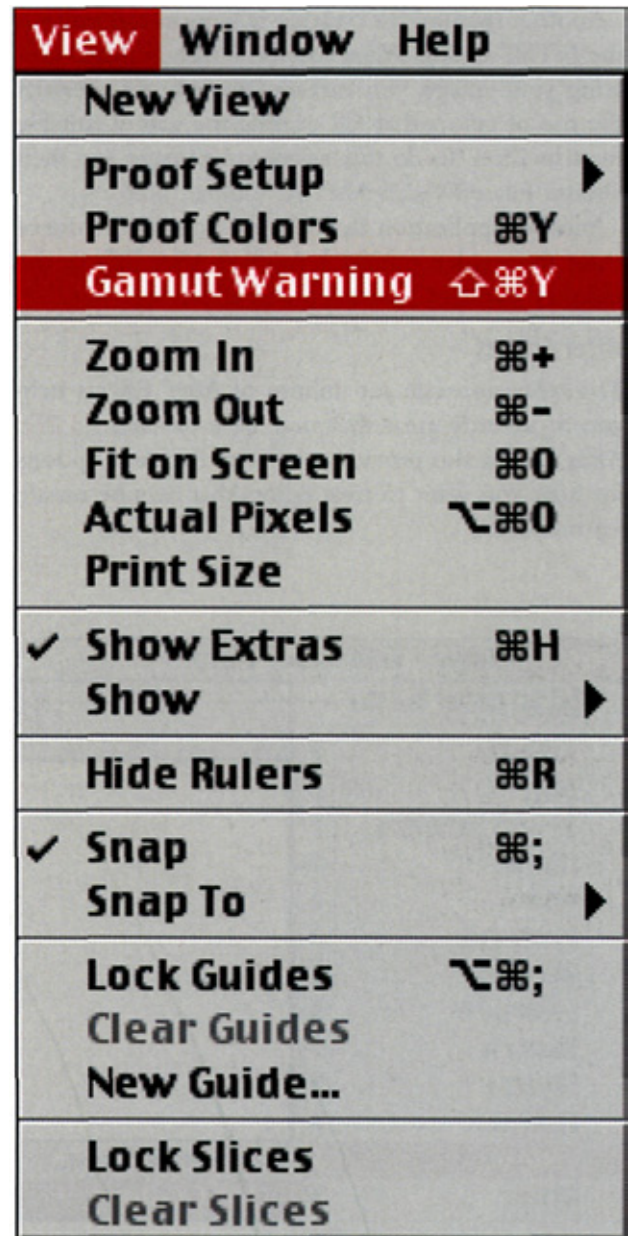 View Window Help
New View
Proof Setup ▶
Proof Colors ⌘Y
Gamut Warning ⇧⌘Y
Zoom In ⌘+
Zoom Out ⌘-
Fit on Screen ⌘0
Actual Pixels ⌥⌘0
Print Size
✓ Show Extras ⌘H
Show ▶
Hide Rulers ⌘R
✓ Snap ⌘;
Snap To ▶
Lock Guides ⌥⌘;
Clear Guides
New Guide...
Lock Slices
Clear Slices